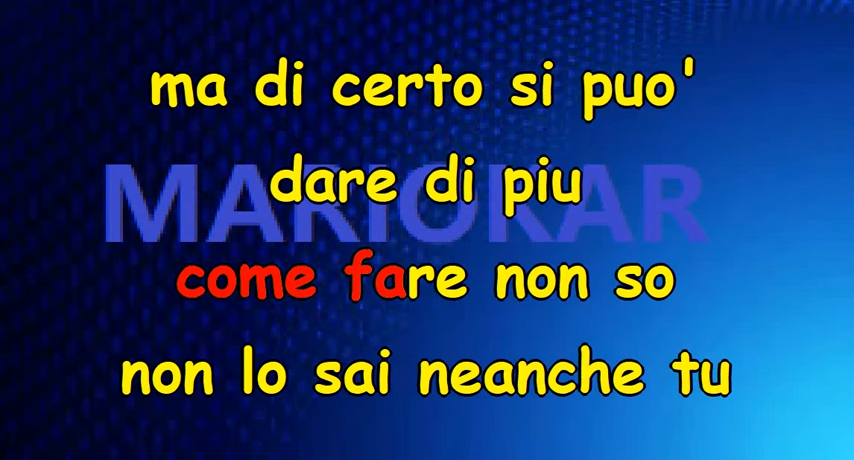 ma di certo si puo'
dare di piu
MARIOKAR
come fare non so
non lo sai neanche tu